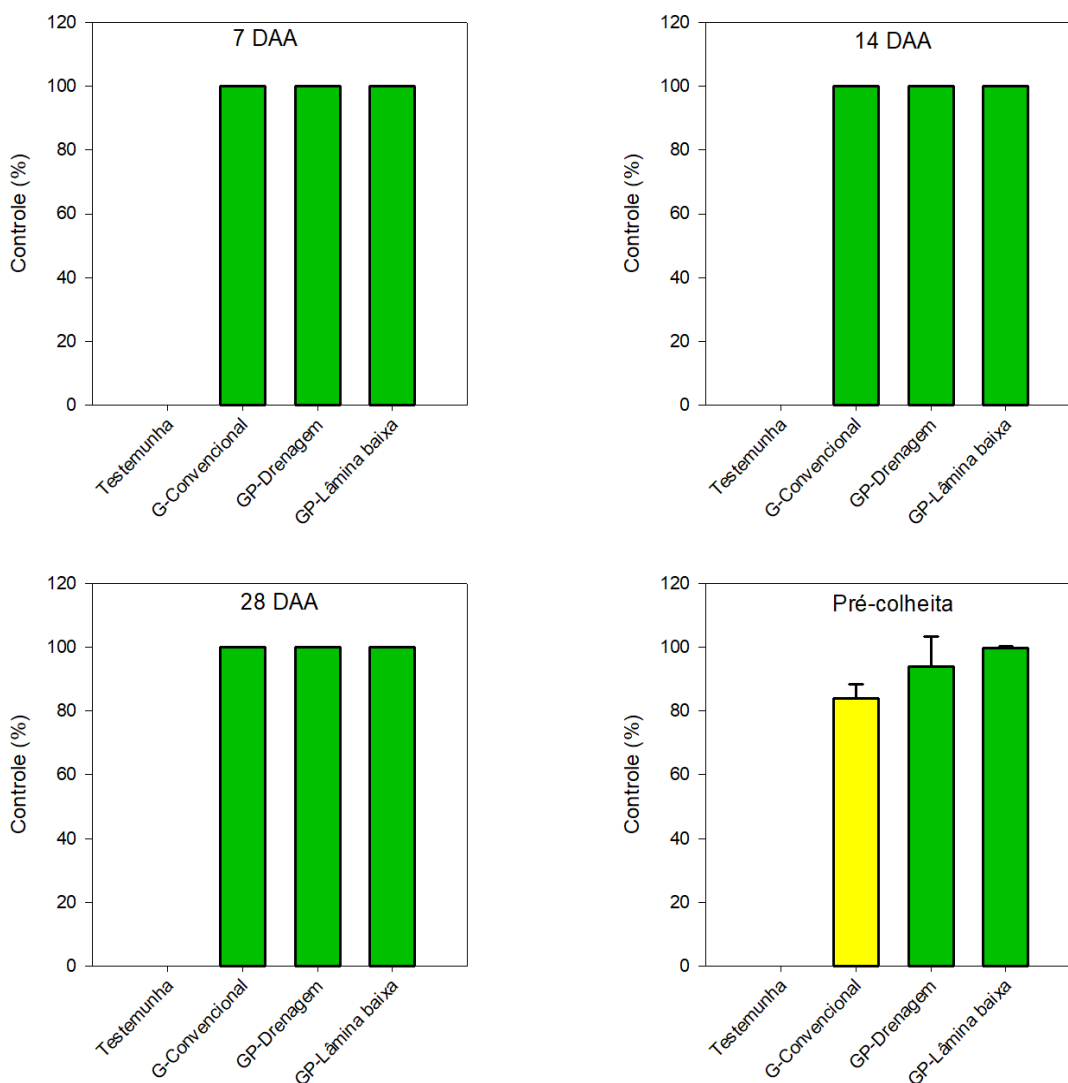 7 DAA
Controle (%)
120
100
80
60
40
20
0
Testemunha
G-Convencional
GP-Drenagem
GP-Lâmina baixa
14 DAA
Controle (%)
120
100
80
60
40
20
0
Testemunha
G-Convencional
GP-Drenagem
GP-Lâmina baixa
28 DAA
Controle (%)
120
100
80
60
40
20
0
Testemunha
G-Convencional
GP-Drenagem
GP-Lâmina baixa
Pré-colheita
Controle (%)
120
100
80
60
40
20
0
Testemunha
G-Convencional
GP-Drenagem
GP-Lâmina baixa